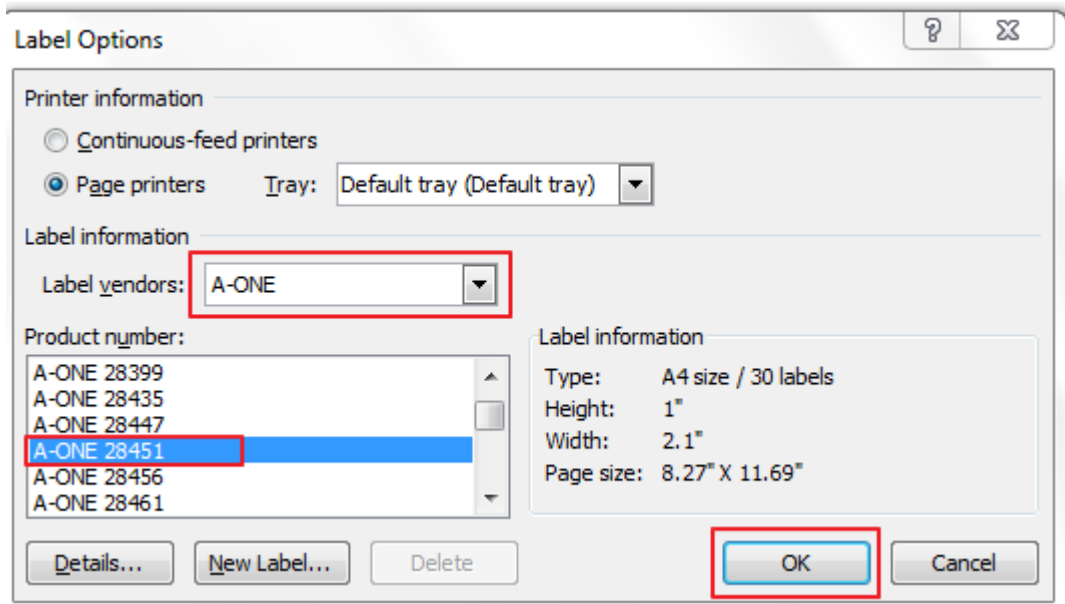 Label Options
Printer information
Continuous-feed printers
Page printers Tray: Default tray (Default tray)
Label information
Label vendors: A-ONE
Product number:
A-ONE 28399
A-ONE 28435
A-ONE 28447
A-ONE 28451
A-ONE 28456
A-ONE 28461
Label information
Type: A4 size / 30 labels
Height: 1"
Width: 2.1"
Page size: 8.27" X 11.69"
Details... New Label... Delete OK Cancel